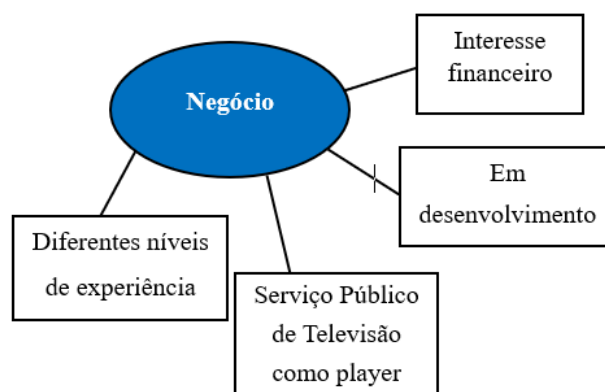 Negócio
Interesse
financeiro
Em
desenvolvimento
Diferentes níveis
de experiência
Serviço Público
de Televisão
como player